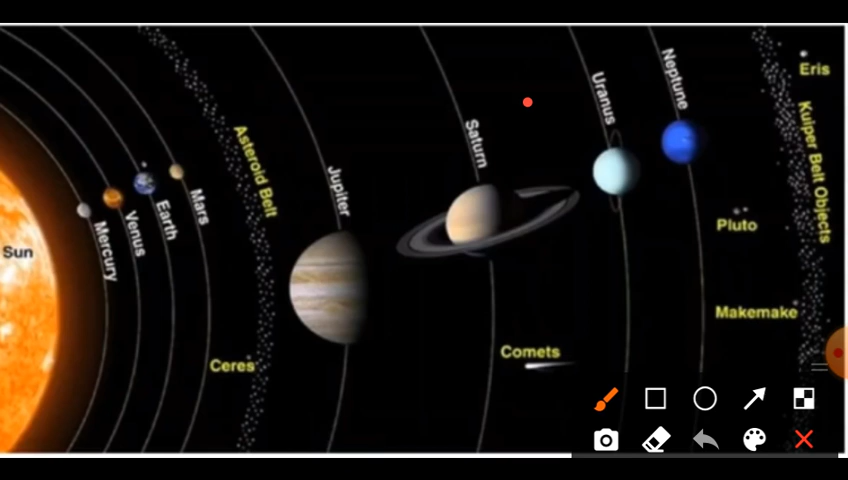 Sun
Mercury
Venus
Earth
Mars
Asteroid Belt
Ceres
Jupiter
Saturn
Comets
Uranus
Neptune
Pluto
Makemake
Eris
Kuiper Belt Objects